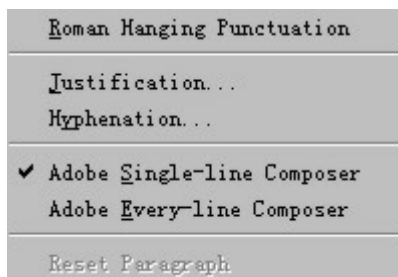 Roman Hanging Punctuation
Justification...
Hyphenation...
Adobe Single-line Composer
Adobe Every-line Composer
Reset Paragraph